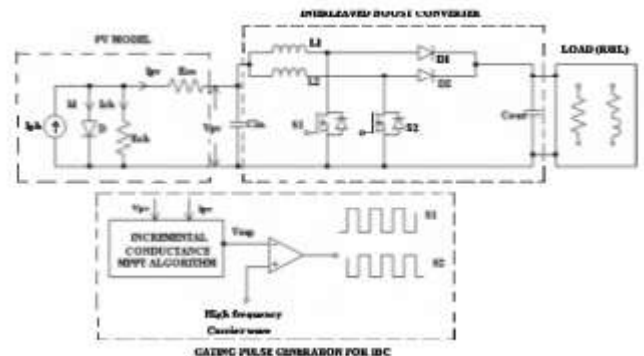 INTERLEAVED BOOST CONVERTER
PV MODEL
LOAD (R&RL)
L1
D1
L2
D2
Ipv
Rse
Id
Ish
Iph
D
Rsh
Vpv
Cin
S1
S2
Cout
Vpv
Ipv
INCREMENTAL
CONDUCTANCE
MPPT ALGORITHM
Vmp
S1
S2
High frequency
Carrier wave
GATING PULSE GENERATION FOR IBC